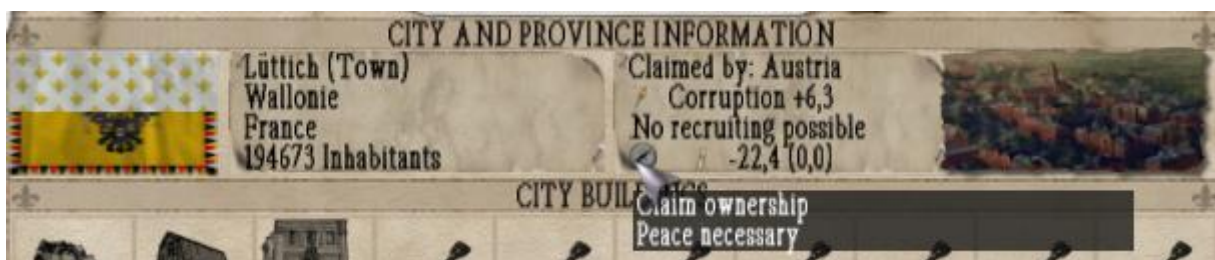 CITY AND PROVINCE INFORMATION
Lüttich (Town)
Wallonie
France
194673 Inhabitants
Claimed by: Austria
Corruption +6,3
No recruiting possible
-22,4 (0,0)
CITY BUILDINGS
Claim ownership
Peace necessary